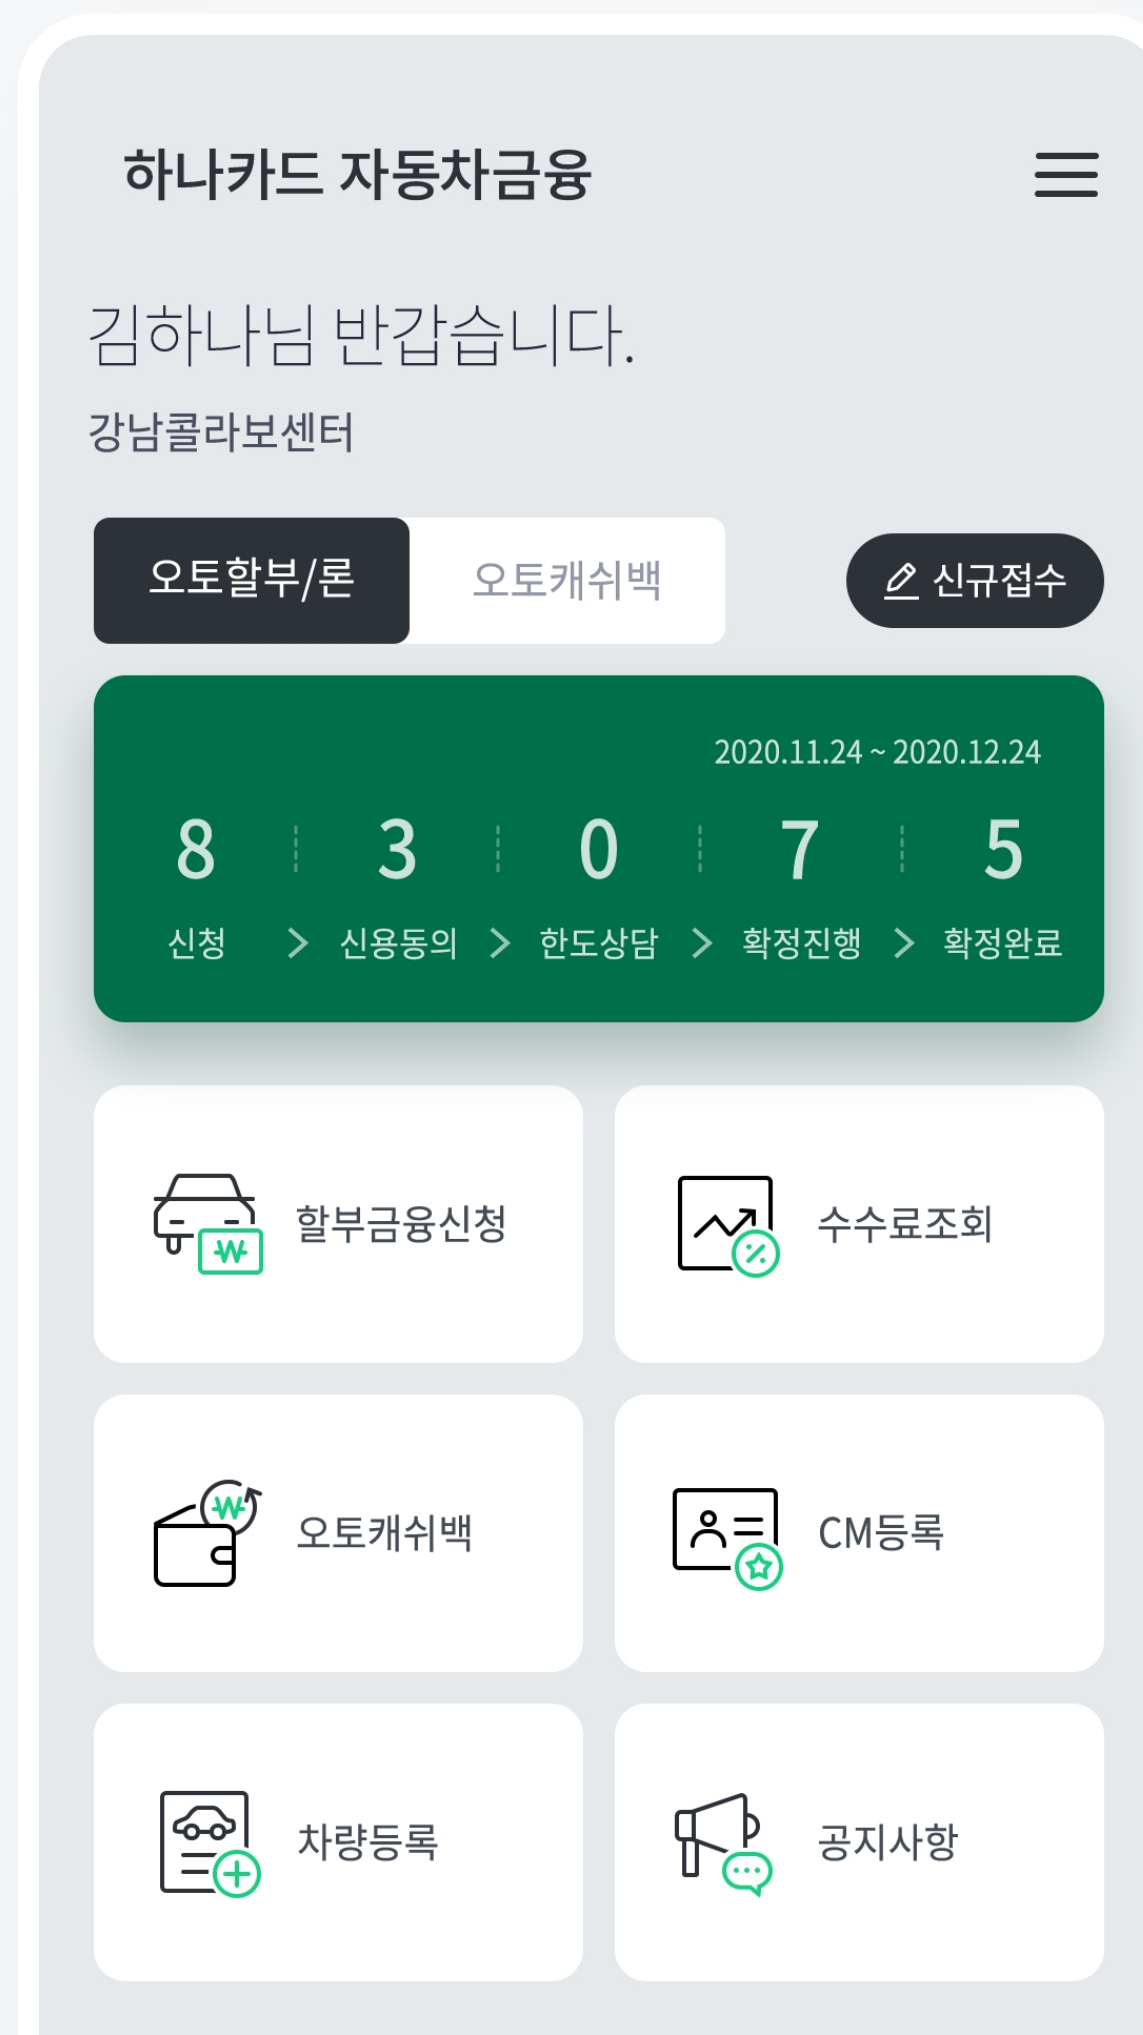 하나카드 자동차금융
김하나님 반갑습니다.
강남콜라보센터
오토할부/론
오토캐쉬백
신규접수
2020.11.24 ~ 2020.12.24
8 3 0 7 5
신청 > 신용동의 > 한도상담 > 확정진행 > 확정완료
할부금융신청
수수료조회
오토캐쉬백
CM등록
차량등록
공지사항